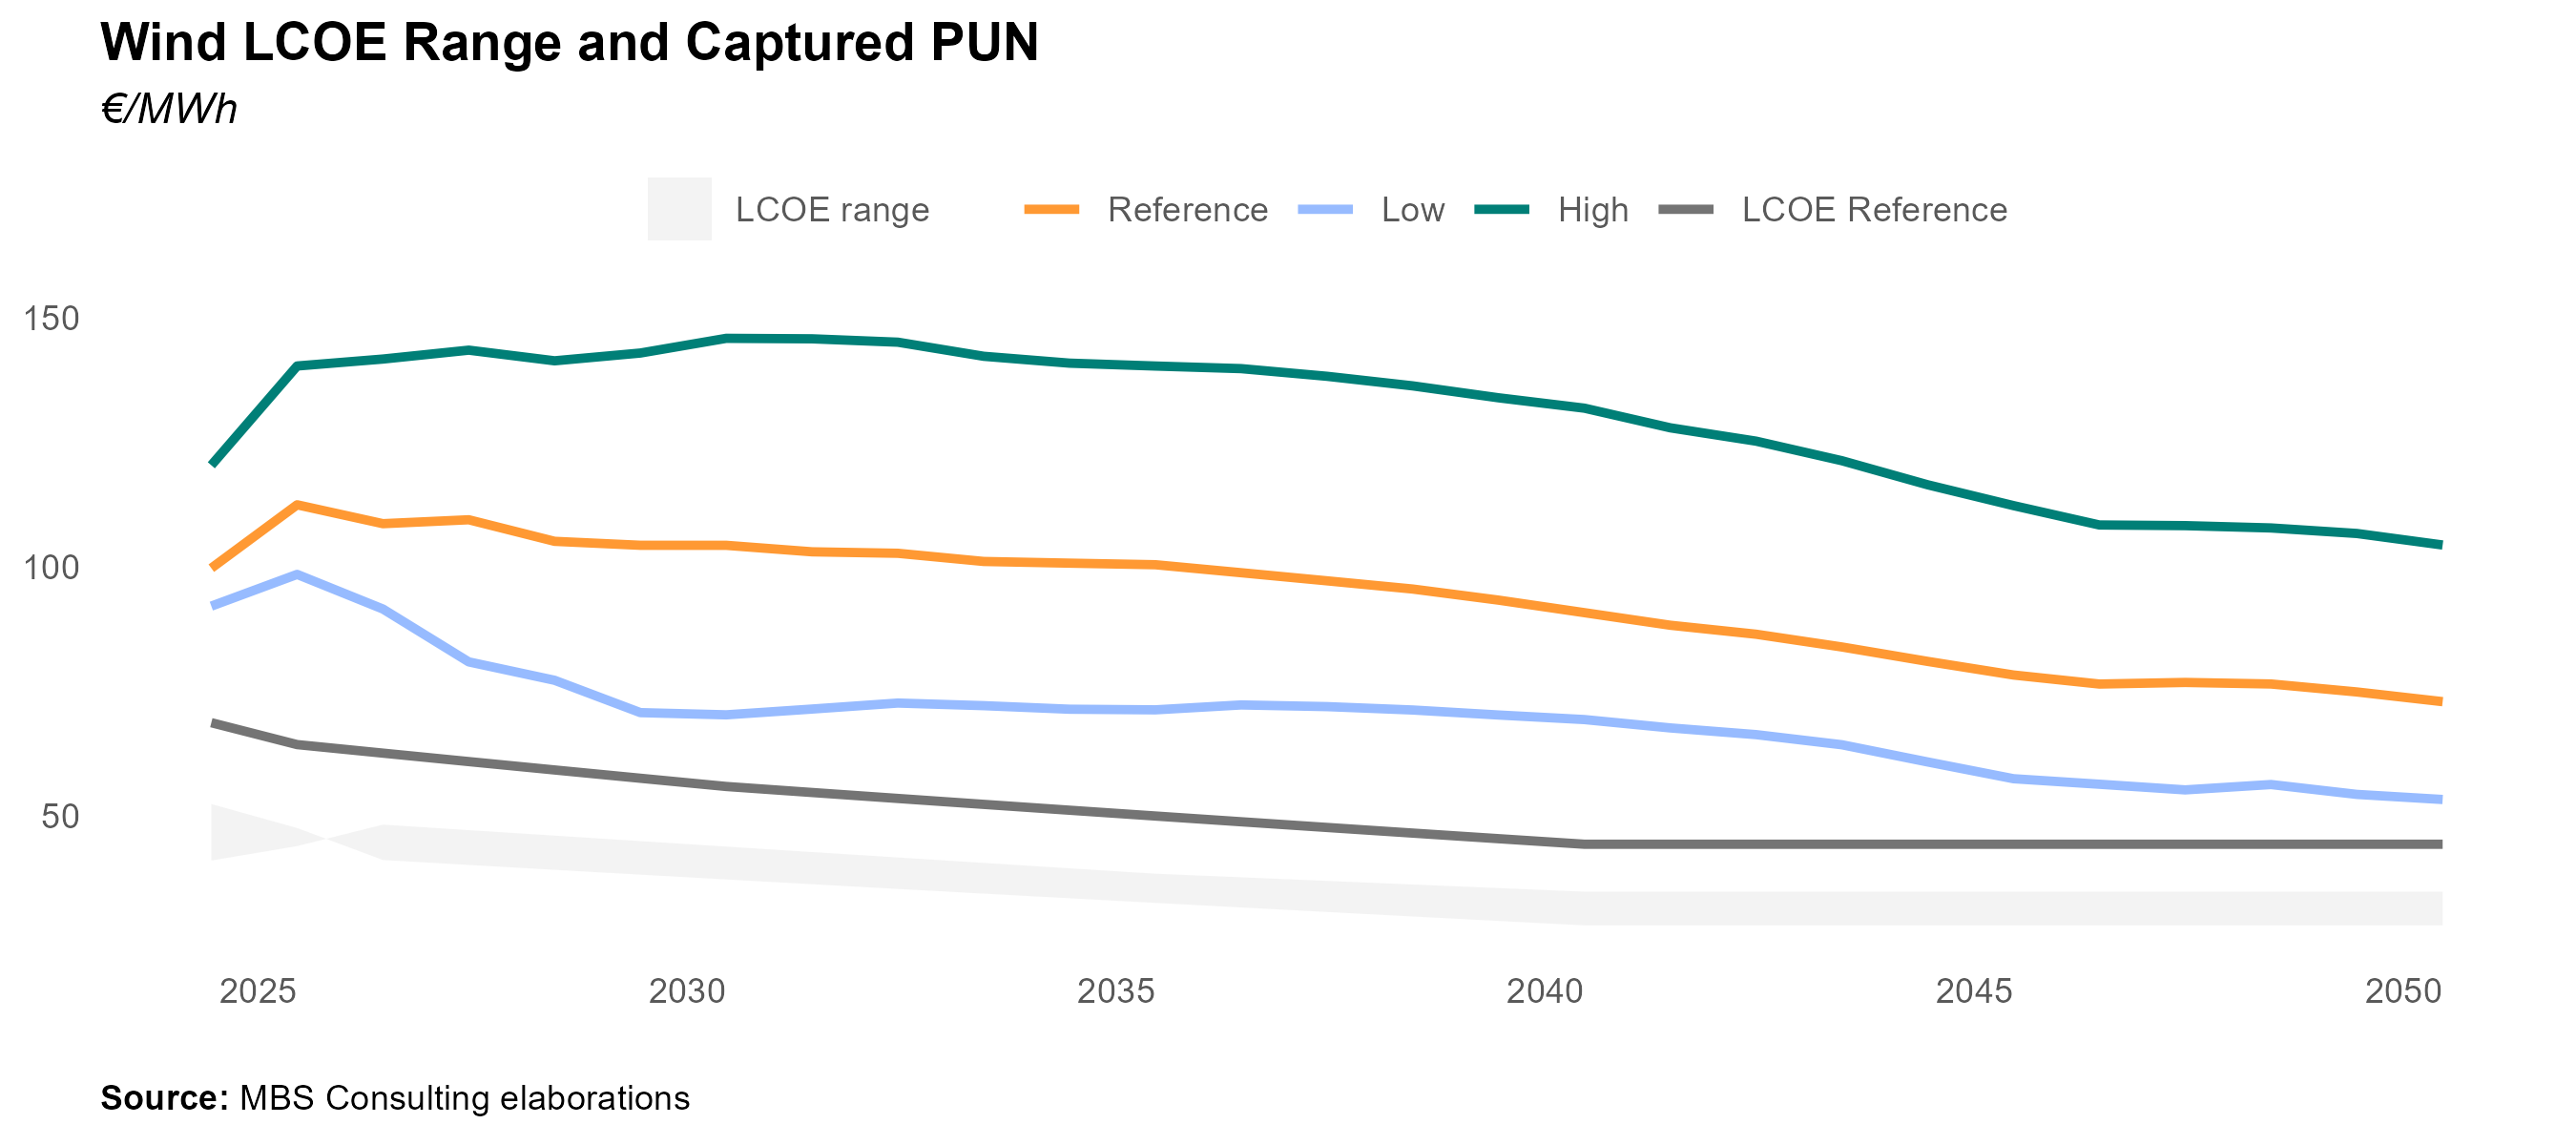 Wind LCOE Range and Captured PUN
€/MWh
LCOE range Reference Low High LCOE Reference
150
100
50
2025 2030 2035 2040 2045 2050
Source: MBS Consulting elaborations